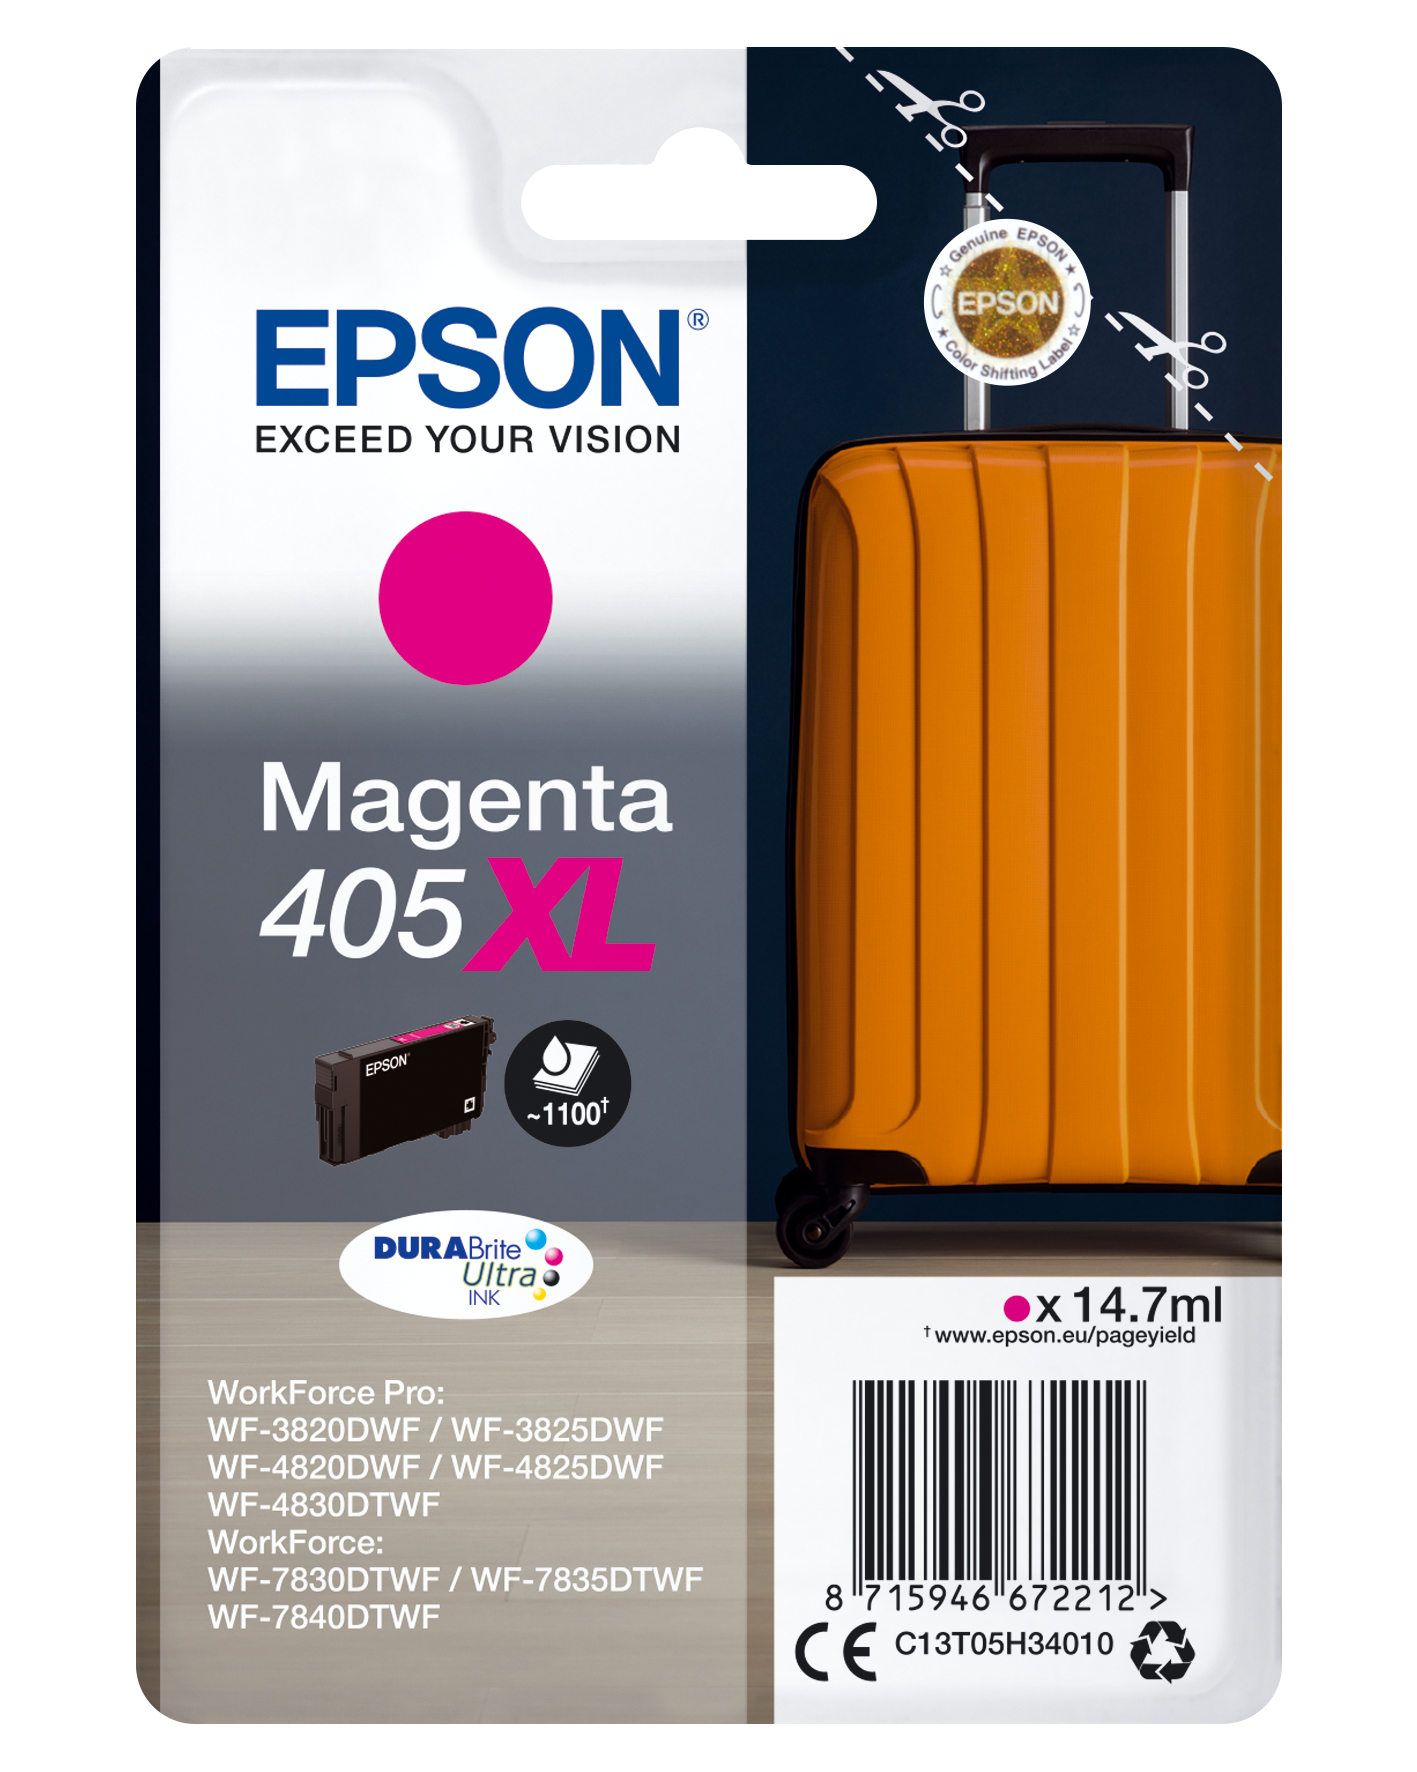 EPSON®
EXCEED YOUR VISION
Genuine EPSON
EPSON
Color Shifting Label
Magenta
405XL
EPSON
~1100†
DURABrite
Ultra
INK
x 14.7ml
† www.epson.eu/pageyield
WorkForce Pro:
WF-3820DWF / WF-3825DWF
WF-4820DWF / WF-4825DWF
WF-4830DTWF
WorkForce:
WF-7830DTWF / WF-7835DTWF
WF-7840DTWF
8 715946 672212 >
CE C13T05H34010